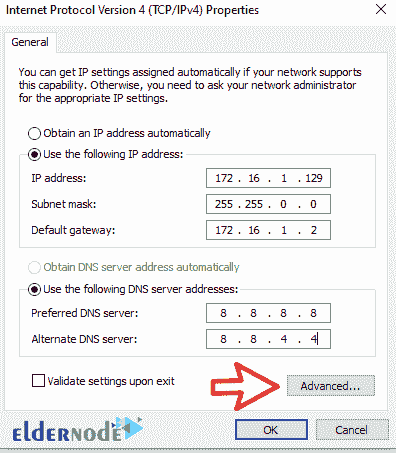 Internet Protocol Version 4 (TCP/IPv4) Properties
General
You can get IP settings assigned automatically if your network supports
this capability. Otherwise, you need to ask your network administrator
for the appropriate IP settings.
Obtain an IP address automatically
Use the following IP address:
IP address: 172 . 16 . 1 . 129
Subnet mask: 255 . 255 . 0 . 0
Default gateway: 172 . 16 . 1 . 2
Obtain DNS server address automatically
Use the following DNS server addresses:
Preferred DNS server: 8 . 8 . 8 . 8
Alternate DNS server: 8 . 8 . 4 . 4
Validate settings upon exit
Advanced...
elderNode
OK Cancel